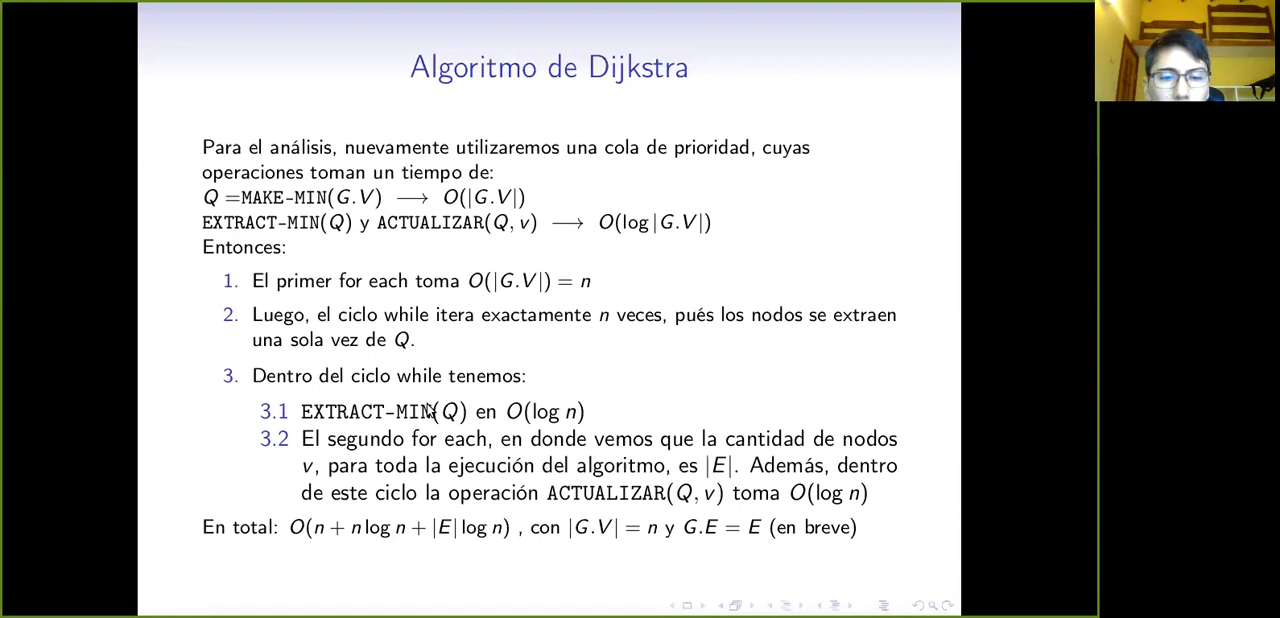 Algoritmo de Dijkstra
Para el análisis, nuevamente utilizaremos una cola de prioridad, cuyas
operaciones toman un tiempo de:
Q =MAKE-MIN(G.V) ⟶ O(|G.V|)
EXTRACT-MIN(Q) y ACTUALIZAR(Q, v) ⟶ O(log |G.V|)
Entonces:
1. El primer for each toma O(|G.V|) = n
2. Luego, el ciclo while itera exactamente n veces, pués los nodos se extraen
una sola vez de Q.
3. Dentro del ciclo while tenemos:
3.1 EXTRACT-MIN(Q) en O(log n)
3.2 El segundo for each, en donde vemos que la cantidad de nodos
v, para toda la ejecución del algoritmo, es |E|. Además, dentro
de este ciclo la operación ACTUALIZAR(Q, v) toma O(log n)
En total: O(n + n log n + |E| log n) , con |G.V| = n y G.E = E (en breve)